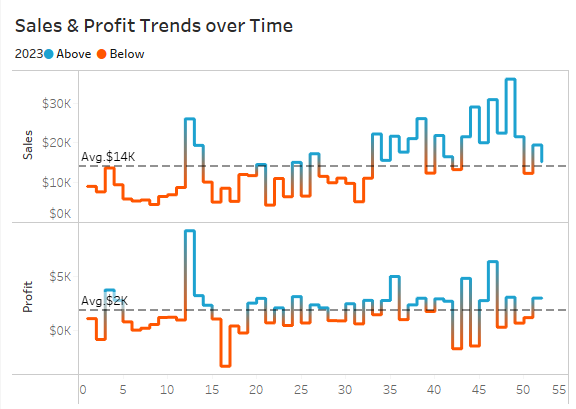 Sales & Profit Trends over Time
2023 Above Below
$30K
$20K
Avg.$14K
$10K
$0K
Sales
$5K
Avg.$2K
$0K
Profit
0 5 10 15 20 25 30 35 40 45 50 55